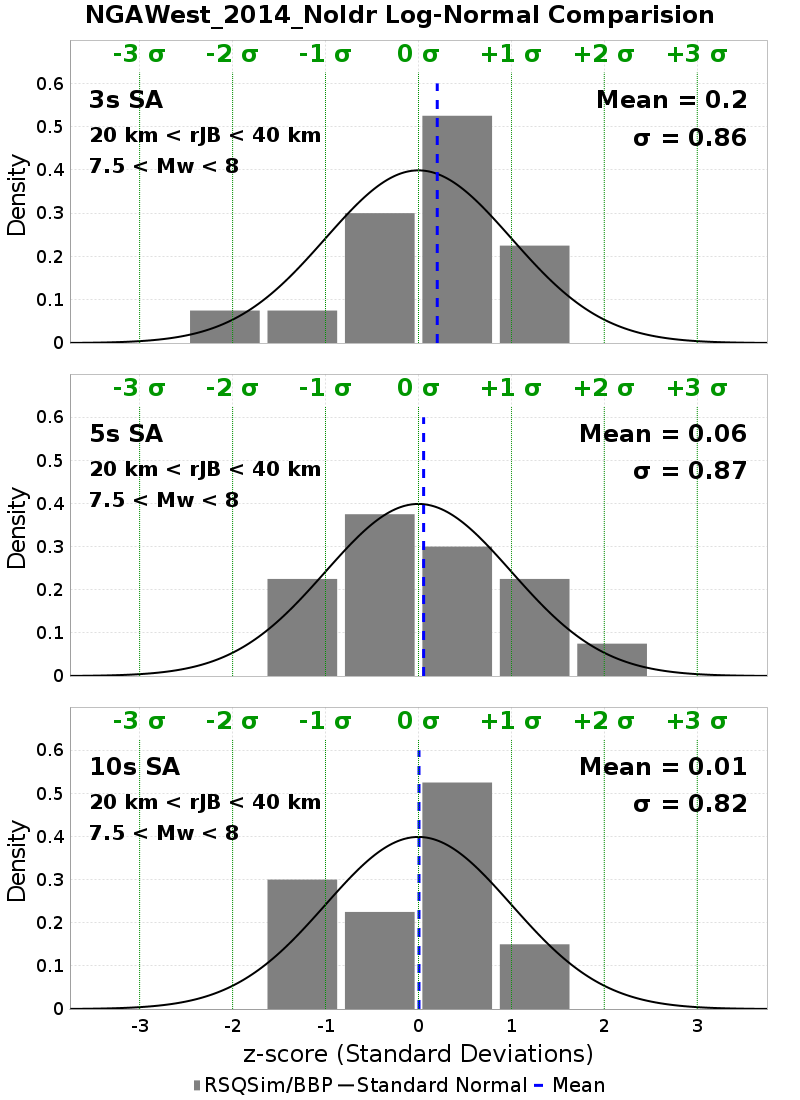 NGAWest_2014_NoIdr Log-Normal Comparision
-3 σ -2 σ -1 σ 0 σ +1 σ +2 σ +3 σ
0.6
3s SA Mean = 0.2
0.5
20 km < rJB < 40 km σ = 0.86
7.5 < Mw < 8
0.4
0.3
0.2
0.1
0
Density
-3 σ -2 σ -1 σ 0 σ +1 σ +2 σ +3 σ
0.6
5s SA Mean = 0.06
0.5
20 km < rJB < 40 km σ = 0.87
7.5 < Mw < 8
0.4
0.3
0.2
0.1
0
Density
-3 σ -2 σ -1 σ 0 σ +1 σ +2 σ +3 σ
0.6
10s SA Mean = 0.01
0.5
20 km < rJB < 40 km σ = 0.82
7.5 < Mw < 8
0.4
0.3
0.2
0.1
0
Density
-3 -2 -1 0 1 2 3
z-score (Standard Deviations)
RSQSim/BBP Standard Normal Mean